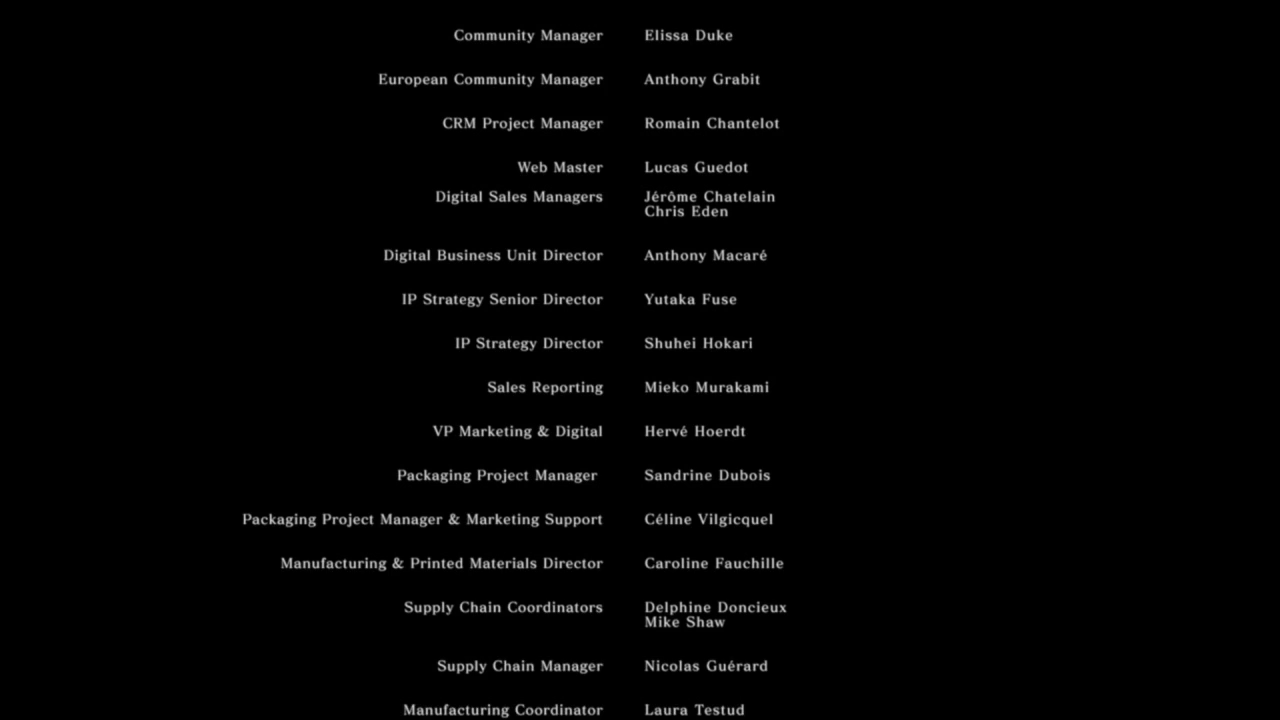 Community Manager Elissa Duke
European Community Manager Anthony Grabit
CRM Project Manager Romain Chantelot
Web Master Lucas Guedot
Digital Sales Managers Jérôme Chatelain
Chris Eden
Digital Business Unit Director Anthony Macaré
IP Strategy Senior Director Yutaka Fuse
IP Strategy Director Shuhei Hokari
Sales Reporting Mieko Murakami
VP Marketing & Digital Hervé Hoerdt
Packaging Project Manager Sandrine Dubois
Packaging Project Manager & Marketing Support Céline Vilgicquel
Manufacturing & Printed Materials Director Caroline Fauchille
Supply Chain Coordinators Delphine Doncieux
Mike Shaw
Supply Chain Manager Nicolas Guérard
Manufacturing Coordinator Laura Testud